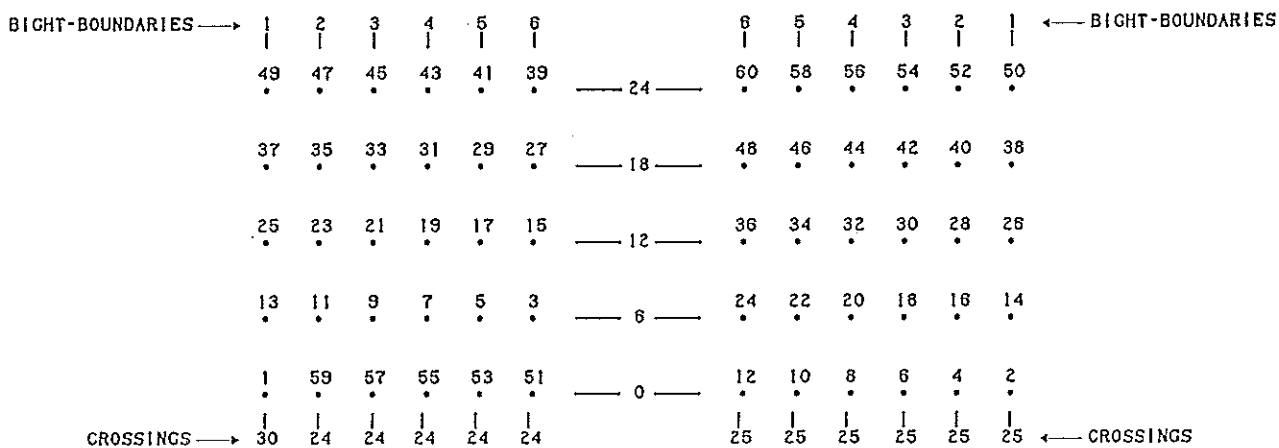 BIGHT-BOUNDARIES → 1 2 3 4 5 6 6 5 4 3 2 1 ← BIGHT-BOUNDARIES
49 47 45 43 41 39 60 58 56 54 52 50
24
37 35 33 31 29 27 48 46 44 42 40 38
18
25 23 21 19 17 15 36 34 32 30 28 26
12
13 11 9 7 5 3 24 22 20 18 16 14
6
1 59 57 55 53 51 12 10 8 6 4 2
0
CROSSINGS → 30 24 24 24 24 24 25 25 25 25 25 25 ← CROSSINGS